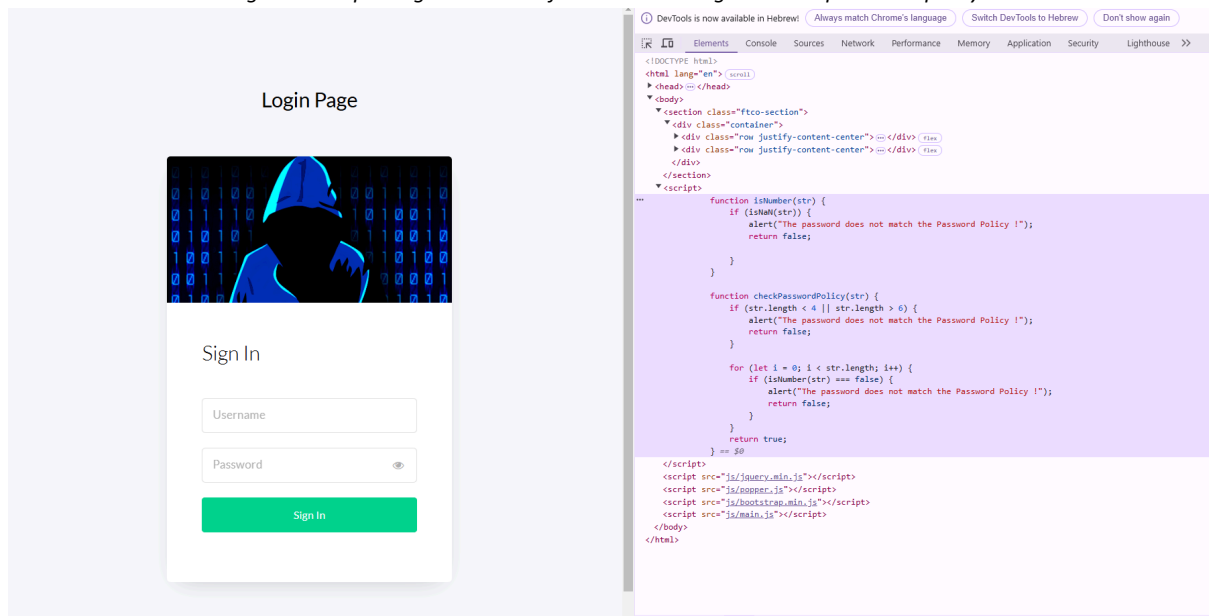 Login Page
Sign In
Username
Password
Sign In
DevTools is now available in Hebrew! Always match Chrome's language Switch DevTools to Hebrew Don't show again
Elements Console Sources Network Performance Memory Application Security Lighthouse
<!DOCTYPE html>
<html lang="en"> scroll
<head> </head>
<body>
<section class="ftco-section">
<div class="container">
<div class="row justify-content-center"> </div> flex
<div class="row justify-content-center"> </div> flex
</div>
</section>
<script>
function isNumber(str) {
if (isNaN(str)) {
alert("The password does not match the Password Policy !");
return false;
}
}
function checkPasswordPolicy(str) {
if (str.length < 4 || str.length > 6) {
alert("The password does not match the Password Policy !");
return false;
}
for (let i = 0; i < str.length; i++) {
if (isNumber(str) === false) {
alert("The password does not match the Password Policy !");
return false;
}
}
return true;
} == $0
</script>
<script src="js/jquery.min.js"></script>
<script src="js/popper.js"></script>
<script src="js/bootstrap.min.js"></script>
<script src="js/main.js"></script>
</body>
</html>